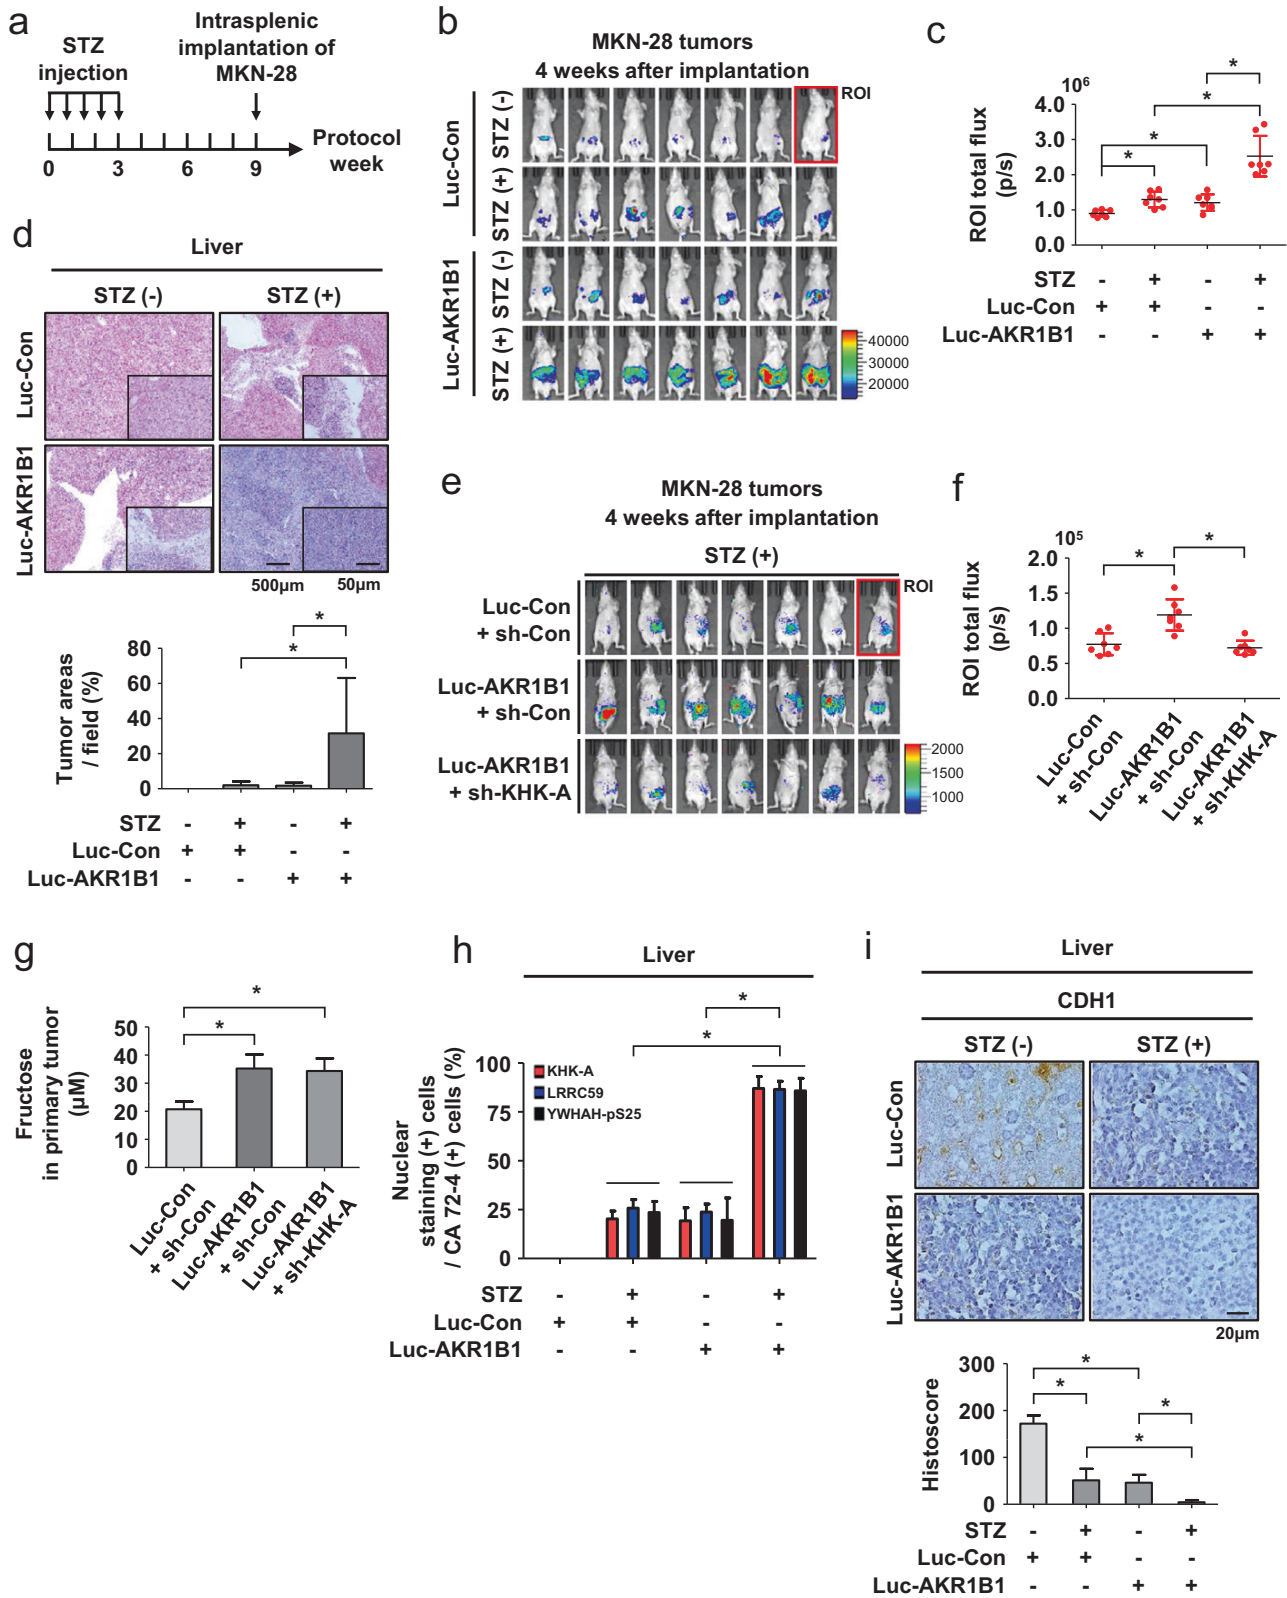 a
STZ
injection
Intrasplenic
implantation of
MKN-28
0 3 6 9
Protocol
week
b
MKN-28 tumors
4 weeks after implantation
Luc-Con
Luc-AKR1B1
STZ (-)
STZ (+)
STZ (-)
STZ (+)
ROI
40000
30000
20000
c
10⁶
4.0
3.0
2.0
1.0
0.0
ROI total flux
(p/s)
* * * *
STZ - + - +
Luc-Con + + - -
Luc-AKR1B1 - - + +
d
Liver
STZ (-) STZ (+)
Luc-Con
Luc-AKR1B1
500μm 50μm
Tumor areas
/ field (%)
80
60
40
20
0
* *
STZ - + - +
Luc-Con + + - -
Luc-AKR1B1 - - + +
e
MKN-28 tumors
4 weeks after implantation
STZ (+)
Luc-Con
+ sh-Con
Luc-AKR1B1
+ sh-Con
Luc-AKR1B1
+ sh-KHK-A
ROI
2000
1500
1000
f
10⁵
2.0
1.5
1.0
0.5
0.0
ROI total flux
(p/s)
* *
Luc-Con
+ sh-Con
Luc-AKR1B1
+ sh-Con
Luc-AKR1B1
+ sh-KHK-A
g
Fructose
in primary tumor
(μM)
50
40
30
20
10
0
* *
Luc-Con
+ sh-Con
Luc-AKR1B1
+ sh-Con
Luc-AKR1B1
+ sh-KHK-A
h
Liver
Nuclear
staining (+) cells
/ CA 72-4 (+) cells (%)
100
75
50
25
0
KHK-A
LRRC59
YWHAH-pS25
* *
STZ - + - +
Luc-Con + + - -
Luc-AKR1B1 - - + +
i
Liver
CDH1
STZ (-) STZ (+)
Luc-Con
Luc-AKR1B1
20μm
Histoscore
300
200
100
0
* * * *
STZ - + - +
Luc-Con + + - -
Luc-AKR1B1 - - + +